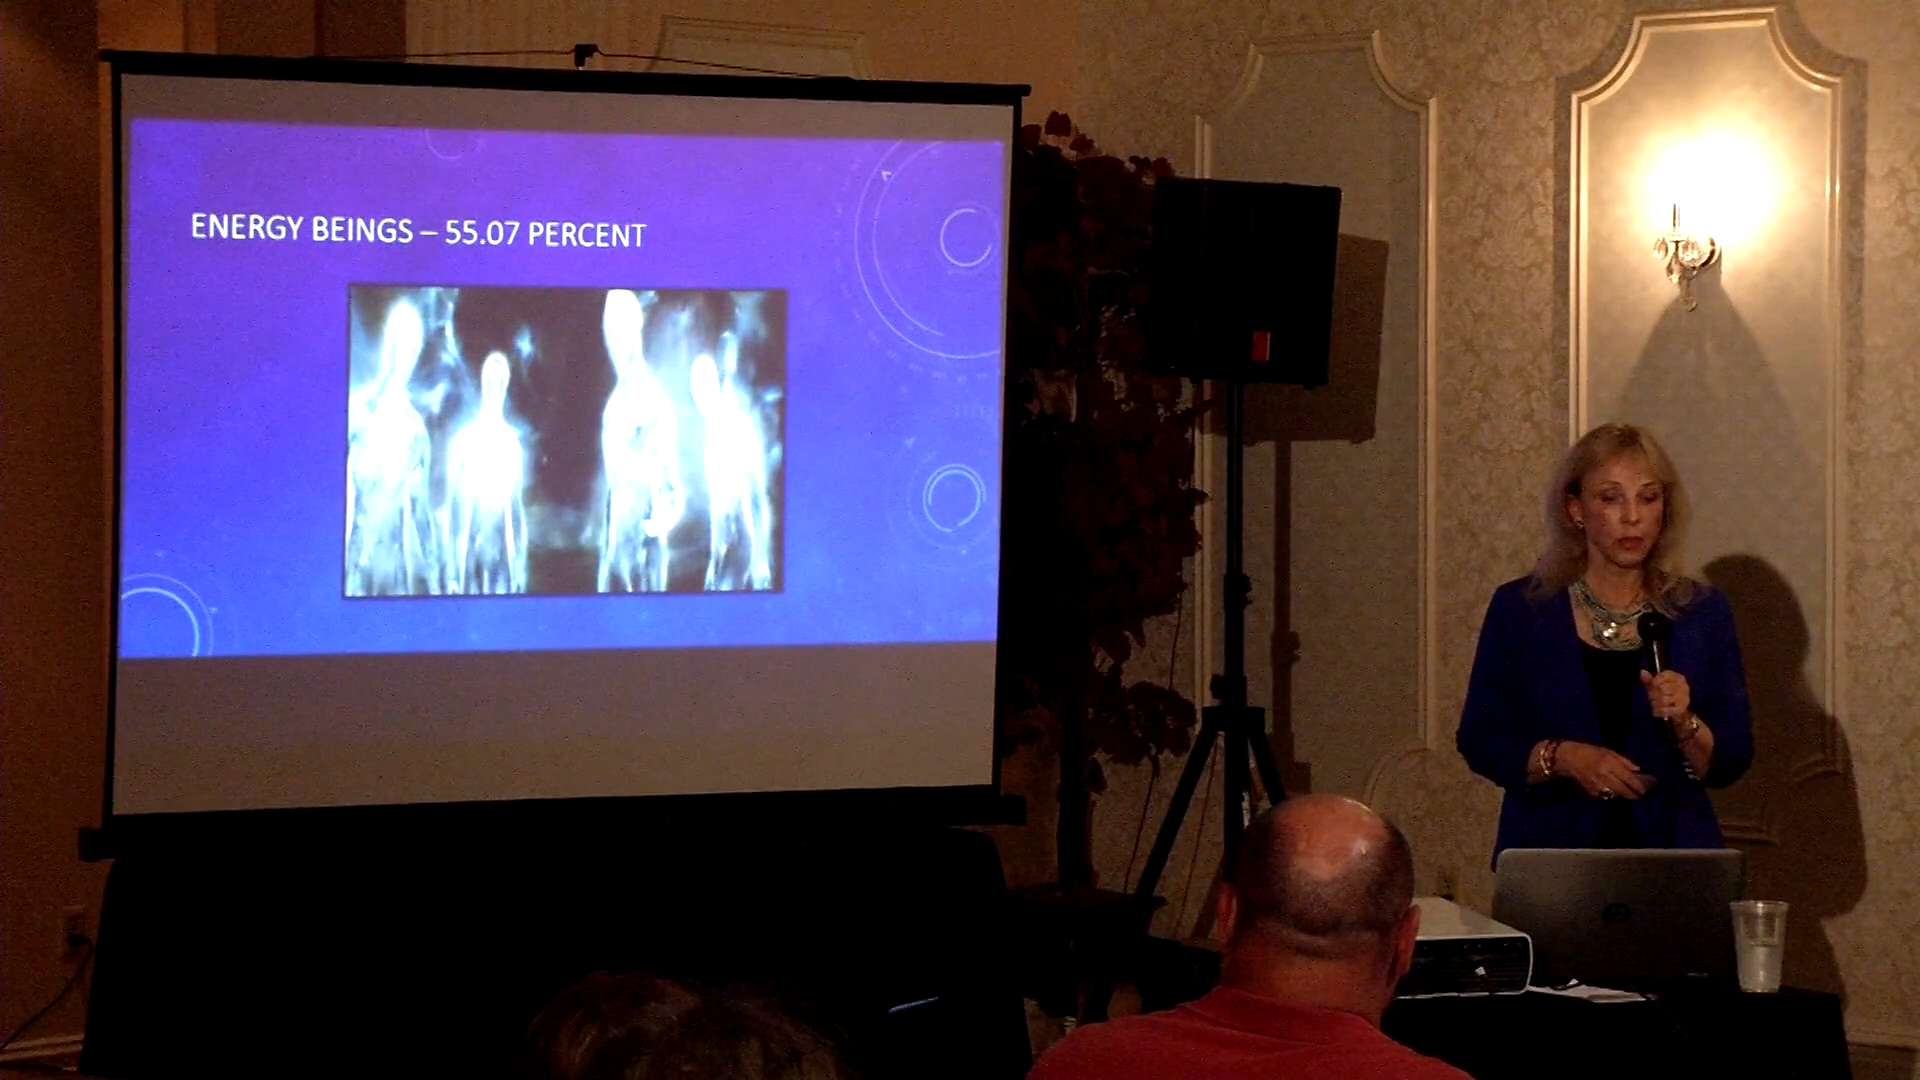 ENERGY BEINGS – 55.07 PERCENT